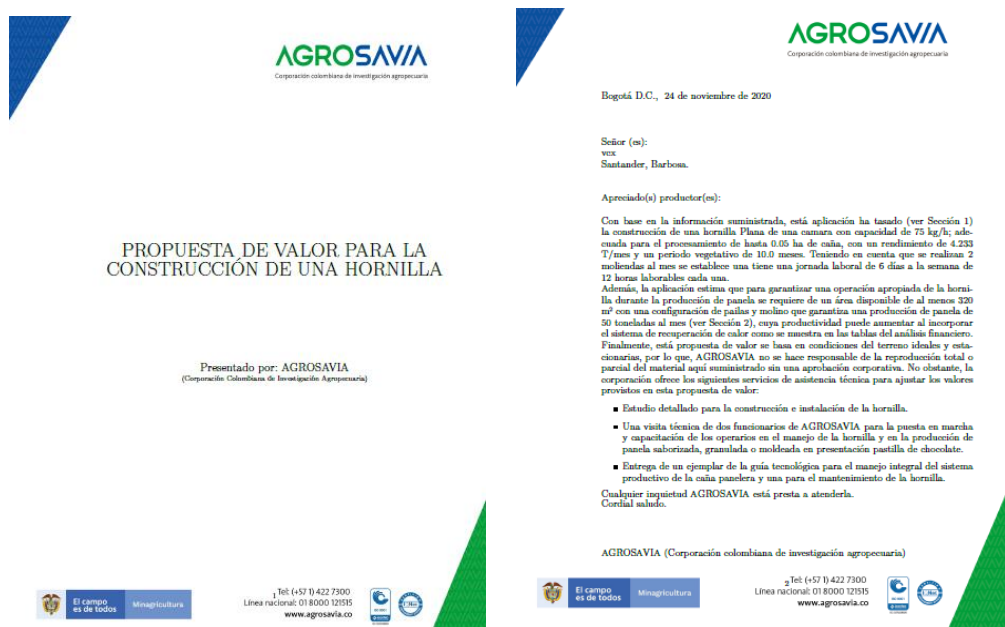 AGROSAVIA
Corporación colombiana de investigación agropecuaria
PROPUESTA DE VALOR PARA LA
CONSTRUCCIÓN DE UNA HORNILLA
Presentado por: AGROSAVIA
(Corporación Colombiana de Investigación Agropecuaria)
El campo
es de todos
Minagricultura
1
Tel: (+57 1) 422 7300
Línea nacional: 01 8000 121515
www.agrosavia.co
AGROSAVIA
Corporación colombiana de investigación agropecuaria
Bogotá D.C., 24 de noviembre de 2020
Señor (es):
vcx
Santander, Barbosa.
Apreciado(s) productor(es):
Con base en la información suministrada, está aplicación ha tasado (ver Sección 1)
la construcción de una hornilla Plana de una camara con capacidad de 75 kg/h; ade-
cuada para el procesamiento de hasta 0.05 ha de caña, con un rendimiento de 4.233
T/mes y un periodo vegetativo de 10.0 meses. Teniendo en cuenta que se realizan 2
moliendas al mes se establece una tiene una jornada laboral de 6 días a la semana de
12 horas laborables cada una.
Además, la aplicación estima que para garantizar una operación apropiada de la horni-
lla durante la producción de panela se requiere de un área disponible de al menos 320
m² con una configuración de pailas y molino que garantiza una producción de panela de
50 toneladas al mes (ver Sección 2), cuya productividad puede aumentar al incorporar
el sistema de recuperación de calor como se muestra en las tablas del análisis financiero.
Finalmente, está propuesta de valor se basa en condiciones del terreno ideales y esta-
cionarias, por lo que, AGROSAVIA no se hace responsable de la reproducción total o
parcial del material aquí suministrado sin una aprobación corporativa. No obstante, la
corporación ofrece los siguientes servicios de asistencia técnica para ajustar los valores
provistos en esta propuesta de valor:
▪ Estudio detallado para la construcción e instalación de la hornilla.
▪ Una visita técnica de dos funcionarios de AGROSAVIA para la puesta en marcha
y capacitación de los operarios en el manejo de la hornilla y en la producción de
panela saborizada, granulada o moldeada en presentación pastilla de chocolate.
▪ Entrega de un ejemplar de la guía tecnológica para el manejo integral del sistema
productivo de la caña panelera y una para el mantenimiento de la hornilla.
Cualquier inquietud AGROSAVIA está presta a atenderla.
Cordial saludo.
AGROSAVIA (Corporación colombiana de investigación agropecuaria)
El campo
es de todos
Minagricultura
2
Tel: (+57 1) 422 7300
Línea nacional: 01 8000 121515
www.agrosavia.co